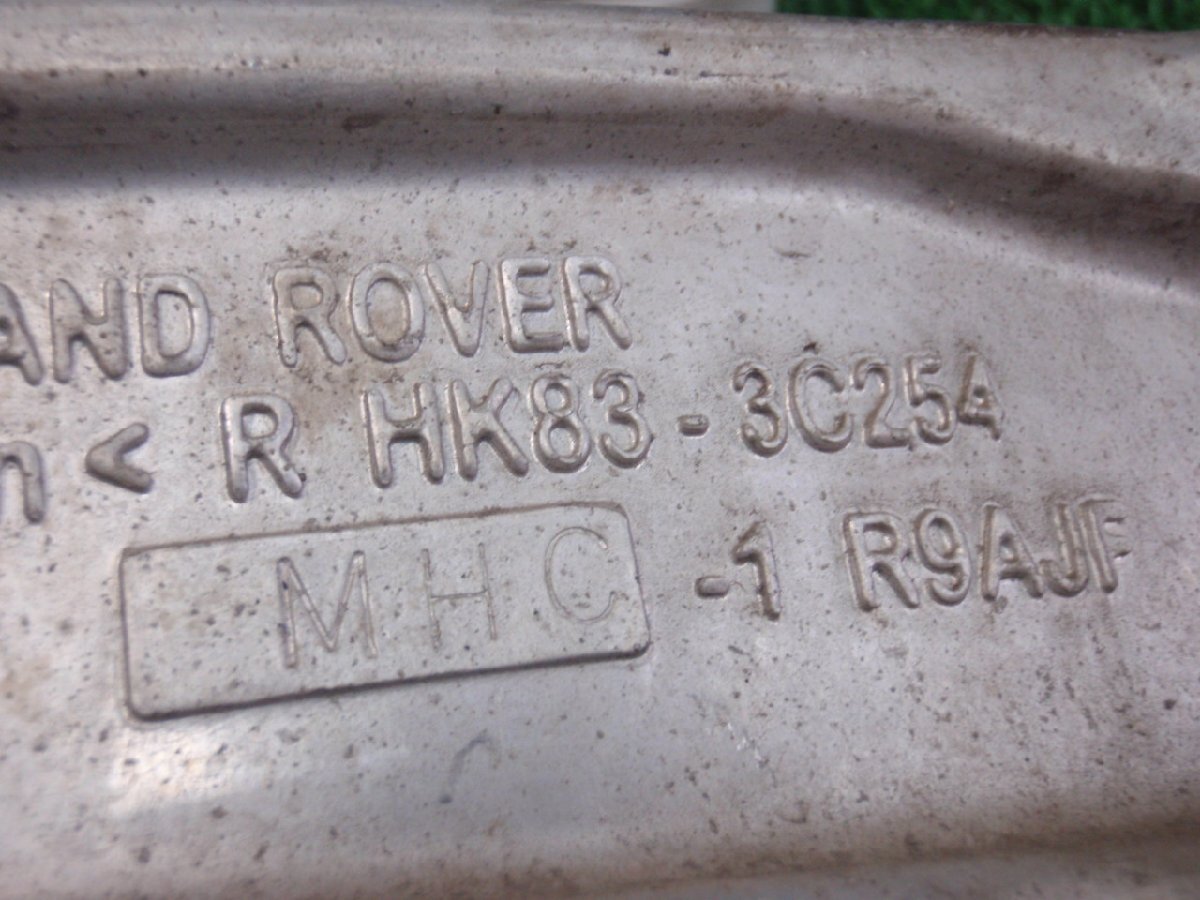 AND ROVER
n < R HK83-3C254
MHC -1 R9AJF